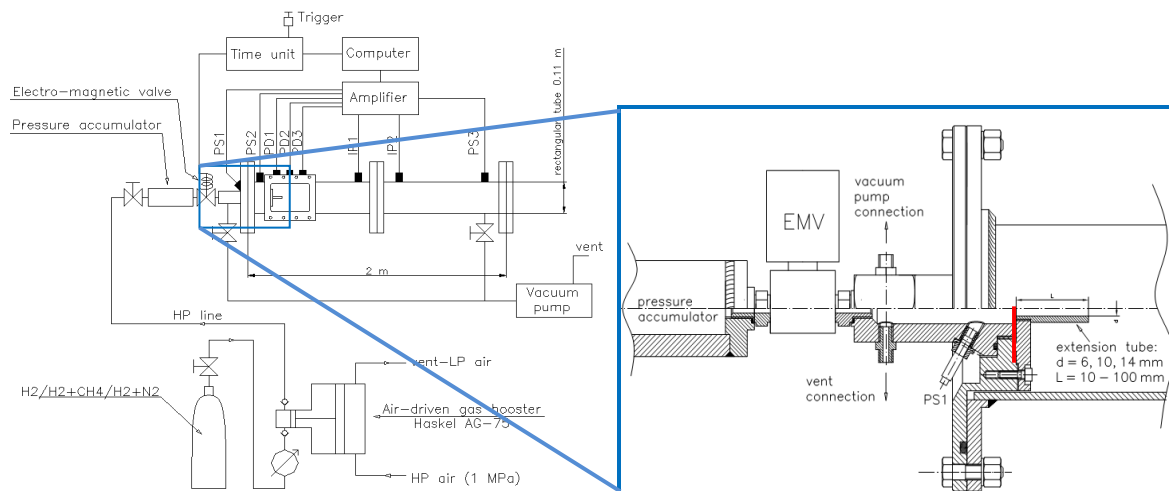 Trigger
Time unit
Computer
Electro-magnetic valve
Amplifier
Pressure accumulator
PS1
PS2
PD1
PD2
PD3
IP1
IP2
PS3
rectangular tube 0.11 m
vent
2 m
Vacuum
pump
HP line
vent-LP air
H2/H2+CH4/H2+N2
Air-driven gas booster
Haskel AG-75
HP air (1 MPa)
EMV
vacuum
pump
connection
pressure
accumulator
L
d
extension tube:
d = 6, 10, 14 mm
L = 10 - 100 mm
PS1
vent
connection